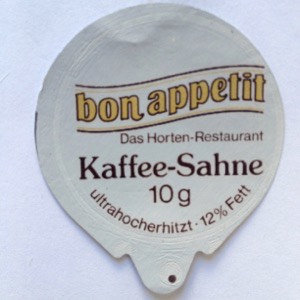 bon appetit
Das Horten-Restaurant
Kaffee-Sahne
10 g
ultrahocherhitzt · 12% Fett